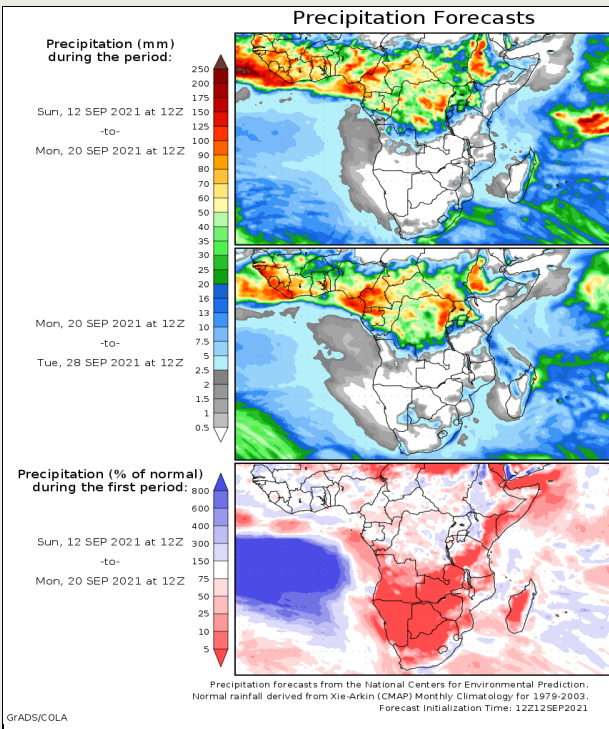 Precipitation Forecasts
Precipitation (mm)
during the period:
Sun, 12 SEP 2021 at 12Z
-to-
Mon, 20 SEP 2021 at 12Z
250
200
175
150
125
100
90
80
70
60
50
40
35
30
25
20
16
13
10
7.5
5
2.5
2
1.5
1
0.5
Mon, 20 SEP 2021 at 12Z
-to-
Tue, 28 SEP 2021 at 12Z
Precipitation (% of normal)
during the first period:
Sun, 12 SEP 2021 at 12Z
-to-
Mon, 20 SEP 2021 at 12Z
800
600
400
300
150
75
50
25
10
5
Precipitation forecasts from the National Centers for Environmental Prediction.
Normal rainfall derived from Xie-Arkin (CMAP) Monthly Climatology for 1979-2003.
Forecast Initialization Time: 12Z12SEP2021
GrADS/COLA